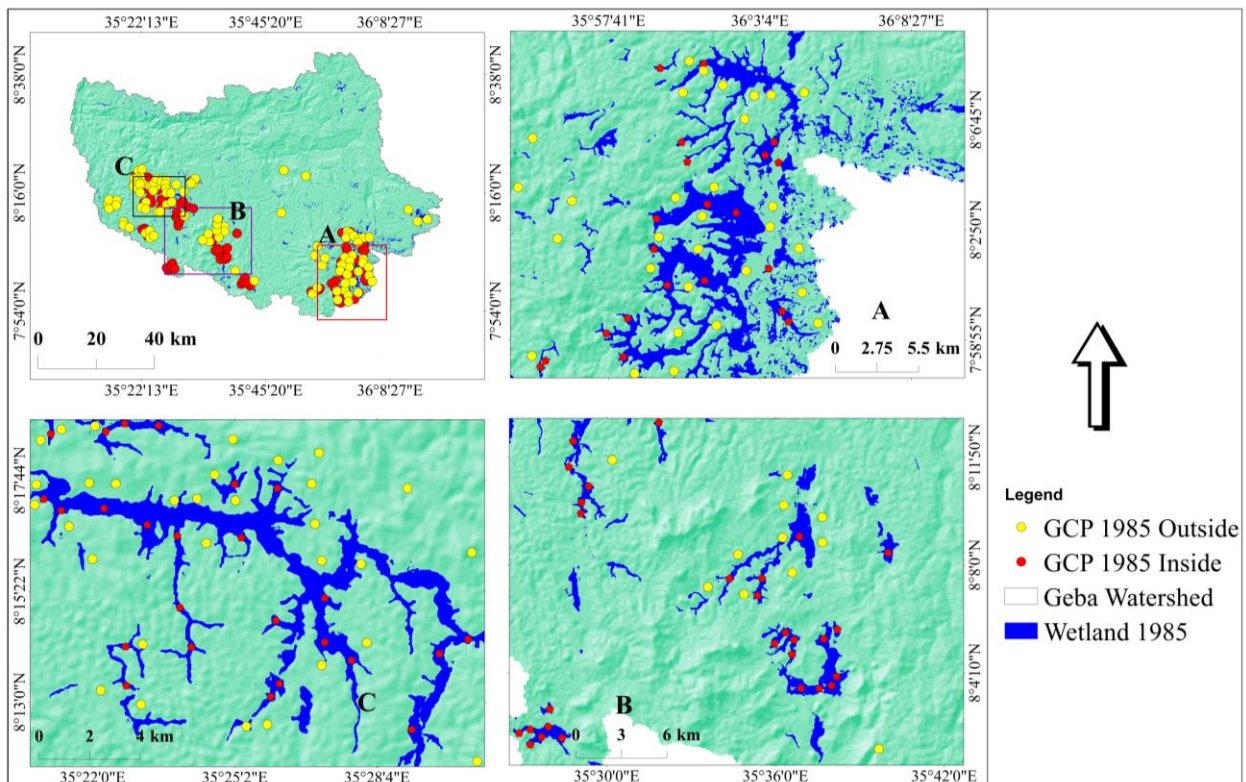 35°22'13"E 35°45'20"E 36°8'27"E
8°38'0"N
8°16'0"N
7°54'0"N
8°38'0"N
8°16'0"N
7°54'0"N
C
B
A
0 20 40 km
35°22'13"E 35°45'20"E 36°8'27"E
35°57'41"E 36°3'4"E 36°8'27"E
8°6'45"N
8°2'50"N
7°58'55"N
A
0 2.75 5.5 km
8°17'44"N
8°15'22"N
8°13'0"N
C
0 2 4 km
35°22'0"E 35°25'2"E 35°28'4"E
8°11'50"N
8°8'0"N
8°4'10"N
B
0 3 6 km
35°30'0"E 35°36'0"E 35°42'0"E
Legend
GCP 1985 Outside
GCP 1985 Inside
Geba Watershed
Wetland 1985